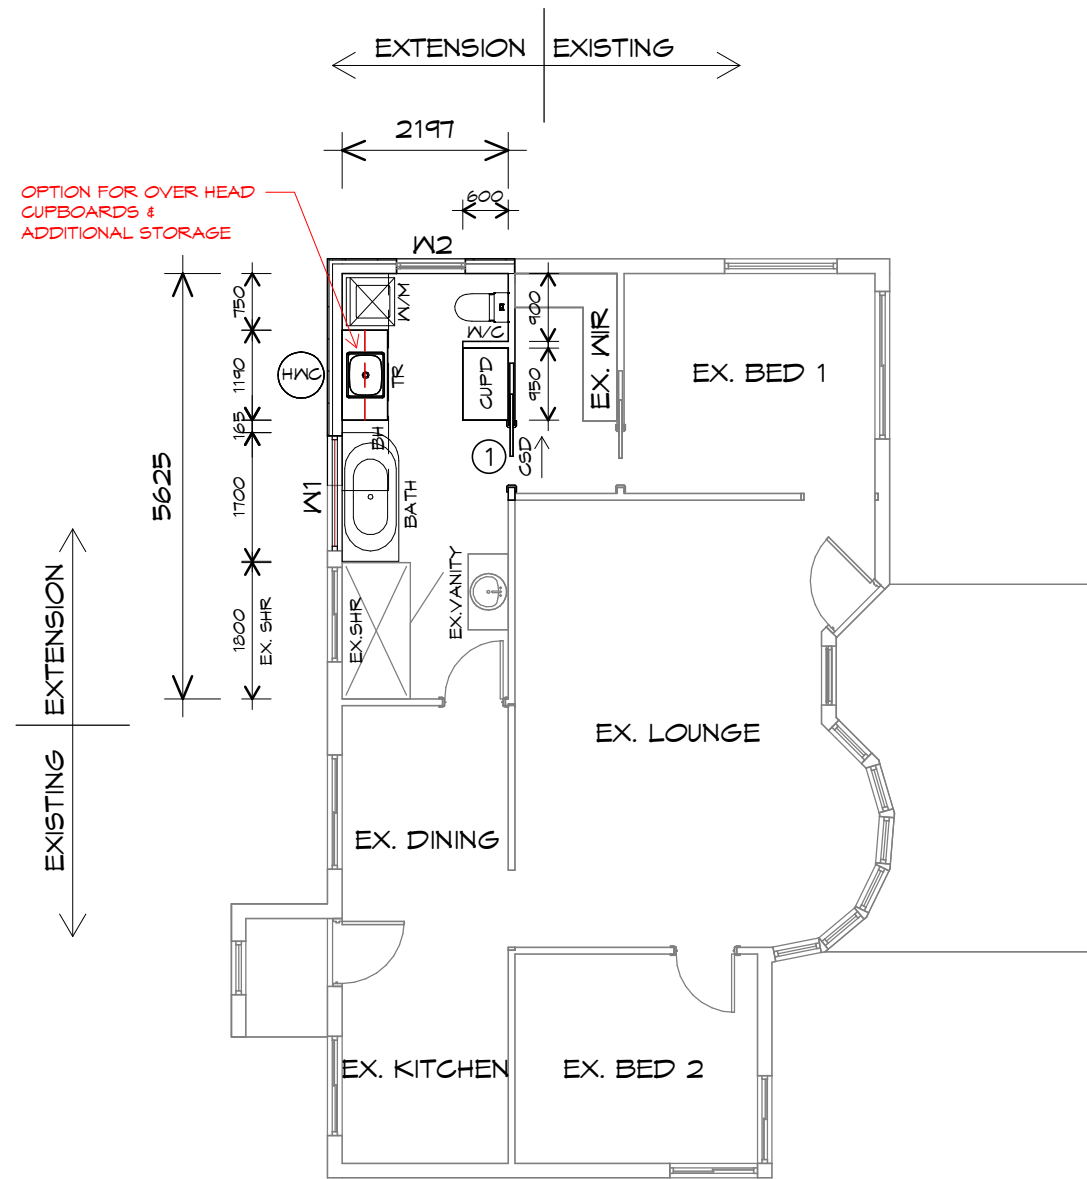 EXTENSION EXISTING
2197
OPTION FOR OVER HEAD
CUPBOARDS &
ADDITIONAL STORAGE
600
W2
750
W/M
W/C
900
EX. WIR
EX. BED 1
HWC
1190
TR
CUP'D
950
165
BH
1
CSD
5625
W1
1700
BATH
EX.VANITY
EXTENSION
1800
EX. SHR
EX.SHR
EX. LOUNGE
EXISTING
EX. DINING
EX. KITCHEN
EX. BED 2